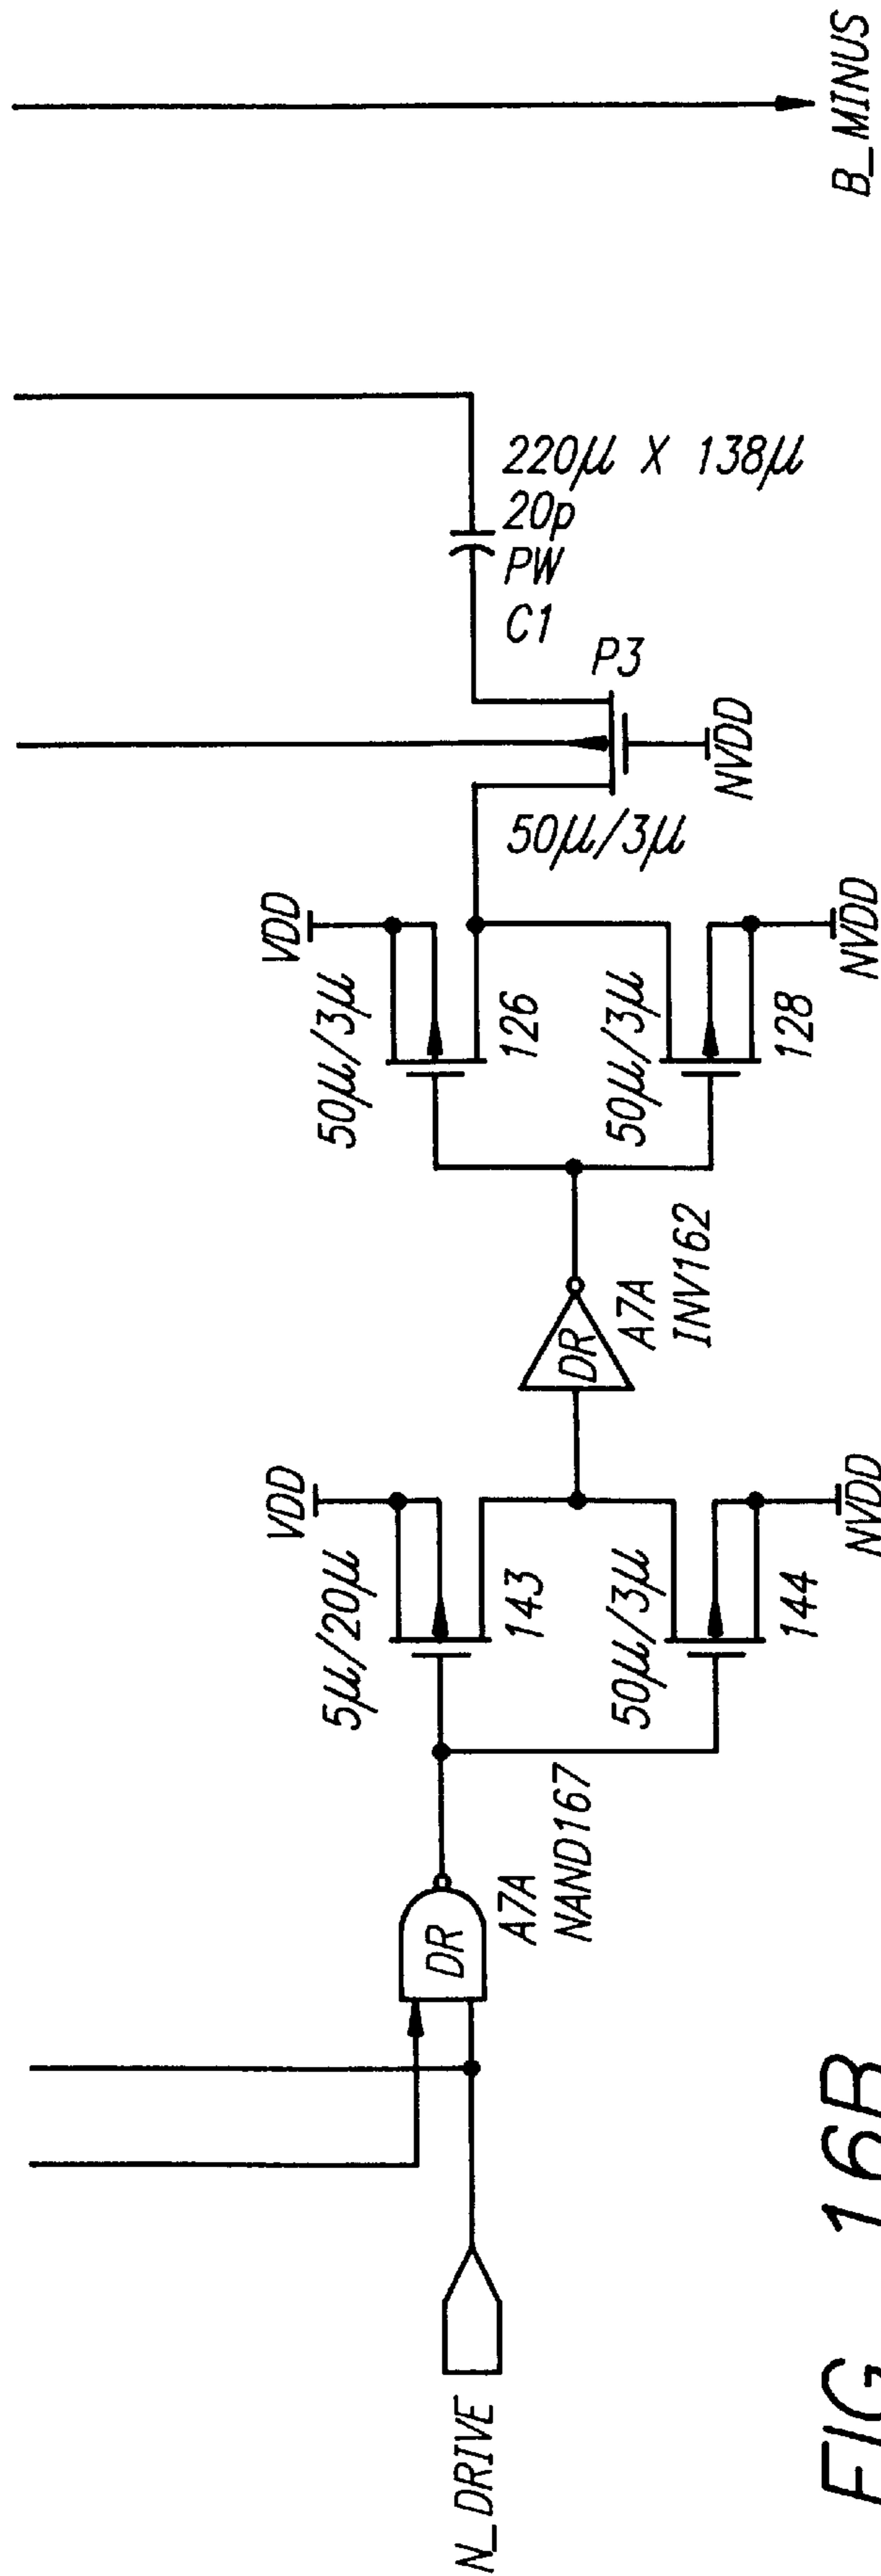 N_DRIVE
DR
A7A
NAND167
VDD
5µ/20µ
143
50µ/3µ
144
NVDD
DR
A7A
INV162
VDD
50µ/3µ
126
50µ/3µ
128
NVDD
50µ/3µ
P3
NVDD
220µ X 138µ
20p
PW
C1
B_MINUS
FIG. 16B